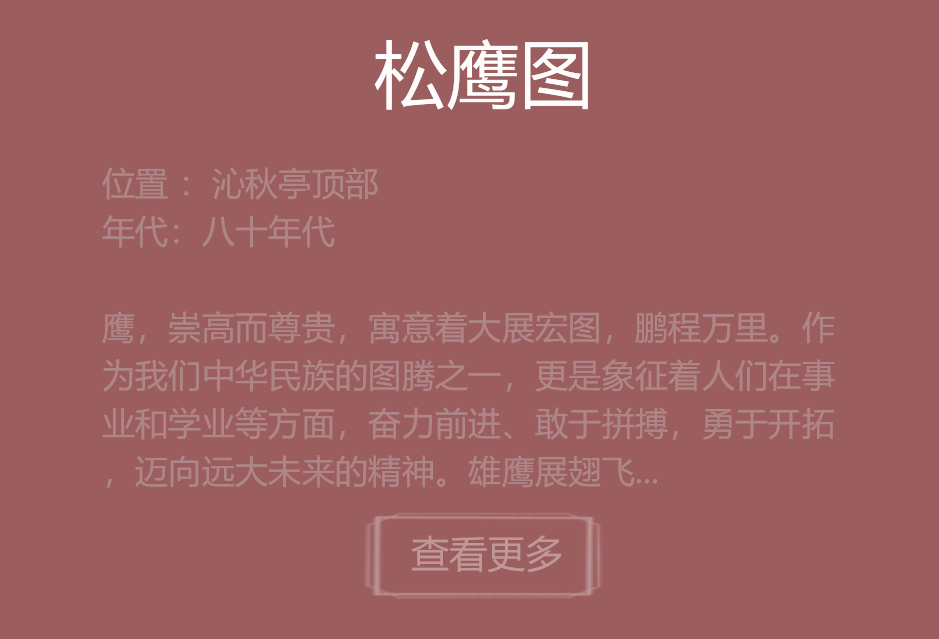 松鹰图
位置 ：沁秋亭顶部
年代：八十年代
鹰，崇高而尊贵，寓意着大展宏图，鹏程万里。作
为我们中华民族的图腾之一，更是象征着人们在事
业和学业等方面，奋力前进、敢于拼搏，勇于开拓
，迈向远大未来的精神。雄鹰展翅飞...
查看更多